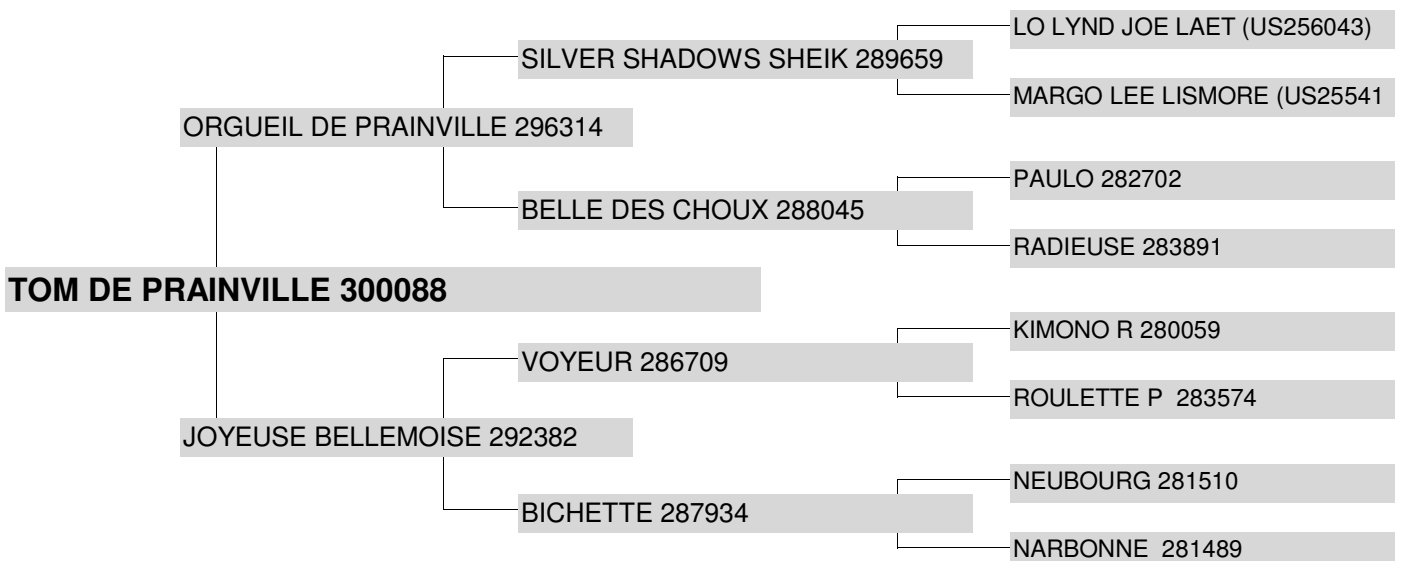 LO LYND JOE LAET (US256043)
SILVER SHADOWS SHEIK 289659
MARGO LEE LISMORE (US25541
ORGUEIL DE PRAINVILLE 296314
PAULO 282702
BELLE DES CHOUX 288045
RADIEUSE 283891
TOM DE PRAINVILLE 300088
KIMONO R 280059
VOYEUR 286709
ROULETTE P  283574
JOYEUSE BELLEMOISE 292382
NEUBOURG 281510
BICHETTE 287934
NARBONNE  281489